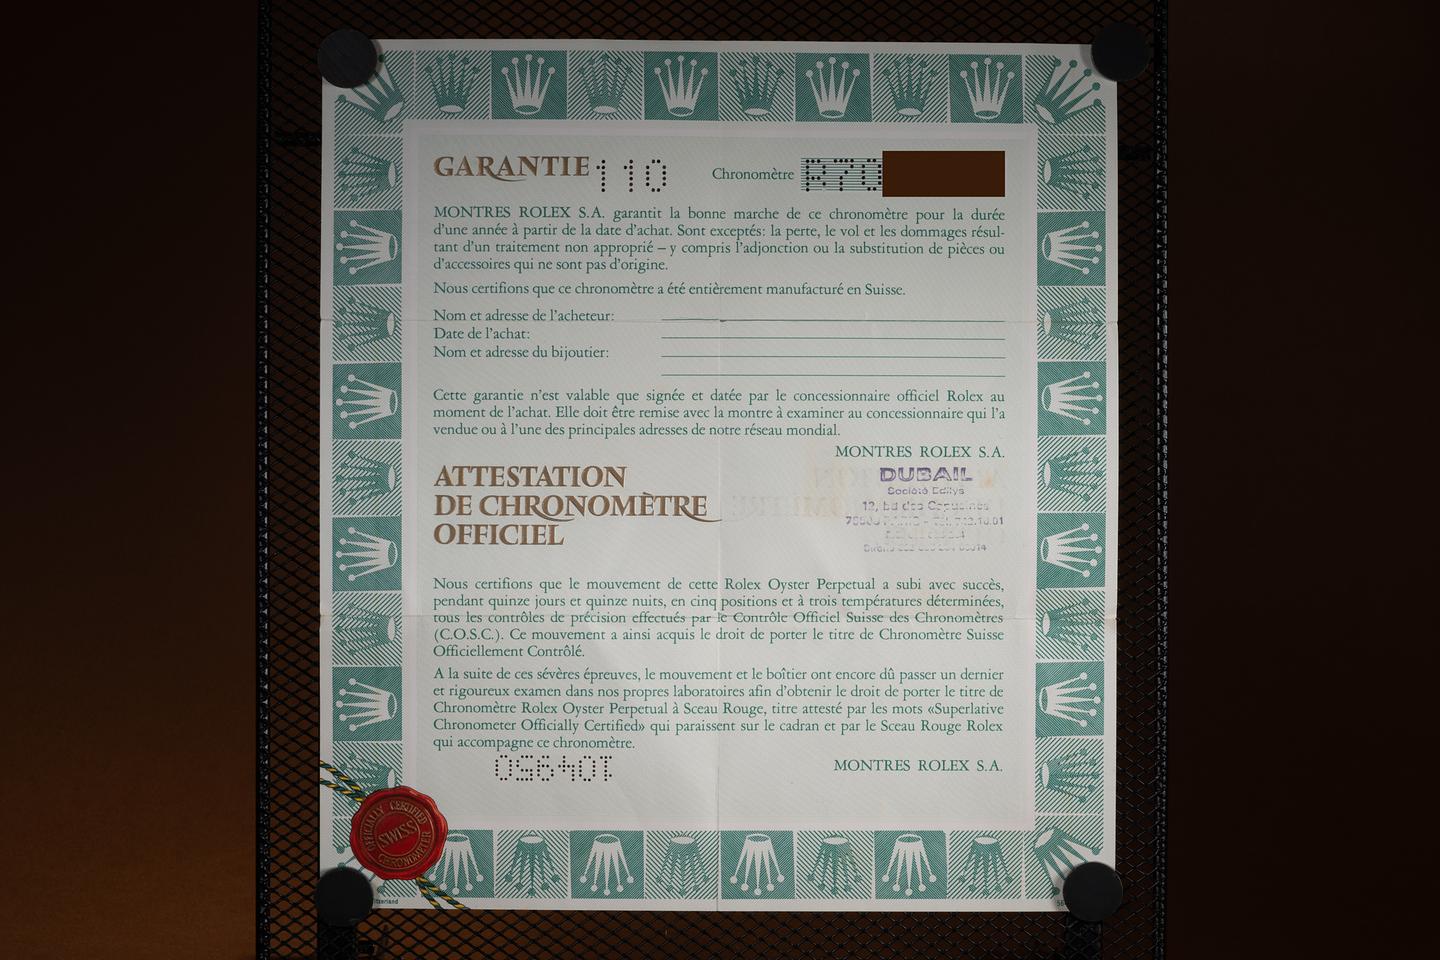 GARANTIE 110 Chronomètre R70
MONTRES ROLEX S.A. garantit la bonne marche de ce chronomètre pour la durée
d'une année à partir de la date d'achat. Sont exceptés: la perte, le vol et les dommages résul-
tant d'un traitement non approprié – y compris l'adjonction ou la substitution de pièces ou
d'accessoires qui ne sont pas d'origine.
Nous certifions que ce chronomètre a été entièrement manufacturé en Suisse.
Nom et adresse de l'acheteur:
Date de l'achat:
Nom et adresse du bijoutier:
Cette garantie n'est valable que signée et datée par le concessionnaire officiel Rolex au
moment de l'achat. Elle doit être remise avec la montre à examiner au concessionnaire qui l'a
vendue ou à l'une des principales adresses de notre réseau mondial.
MONTRES ROLEX S.A.
DUBAIL
Société Edilys
12, bd des Capucines
ATTESTATION
DE CHRONOMÈTRE
OFFICIEL
Nous certifions que le mouvement de cette Rolex Oyster Perpetual a subi avec succès,
pendant quinze jours et quinze nuits, en cinq positions et à trois températures déterminées,
tous les contrôles de précision effectués par le Contrôle Officiel Suisse des Chronomètres
(C.O.S.C.). Ce mouvement a ainsi acquis le droit de porter le titre de Chronomètre Suisse
Officiellement Contrôlé.
A la suite de ces sévères épreuves, le mouvement et le boîtier ont encore dû passer un dernier
et rigoureux examen dans nos propres laboratoires afin d'obtenir le droit de porter le titre de
Chronomètre Rolex Oyster Perpetual à Sceau Rouge, titre attesté par les mots «Superlative
Chronometer Officially Certified» qui paraissent sur le cadran et par le Sceau Rouge Rolex
qui accompagne ce chronomètre.
MONTRES ROLEX S.A.
OFFICIALLY CERTIFIED
SWISS
CHRONOMETER